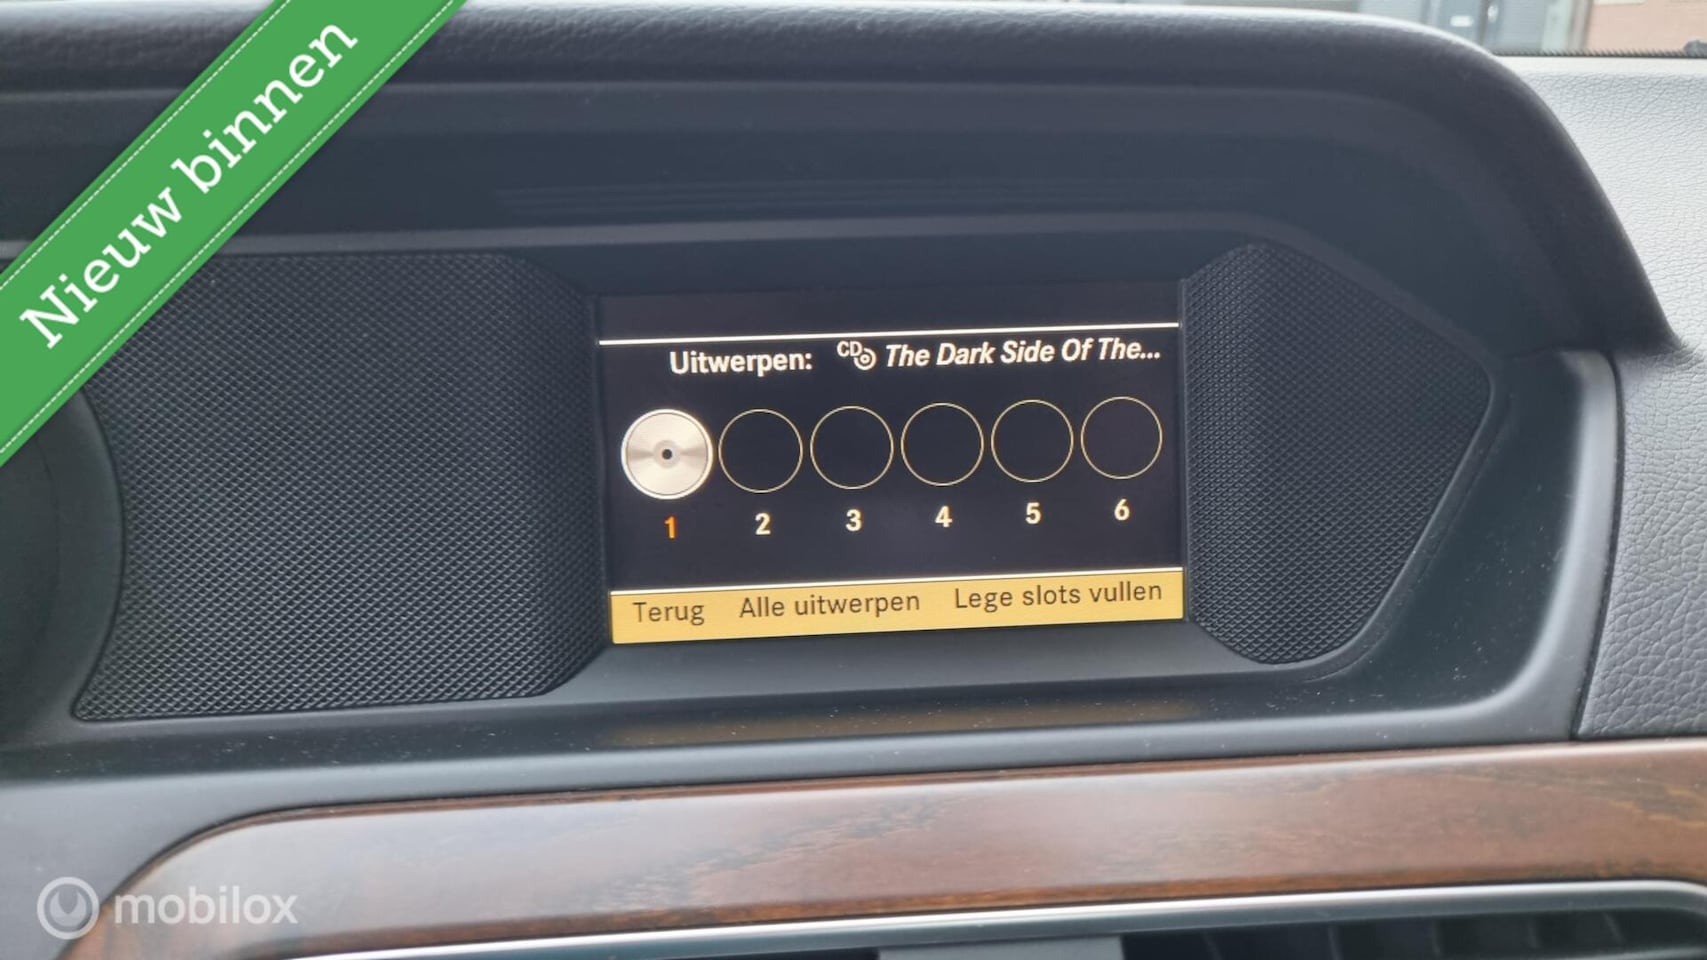 Nieuw binnen
Uitwerpen: CD The Dark Side Of The...
1 2 3 4 5 6
Terug Alle uitwerpen Lege slots vullen
mobilox